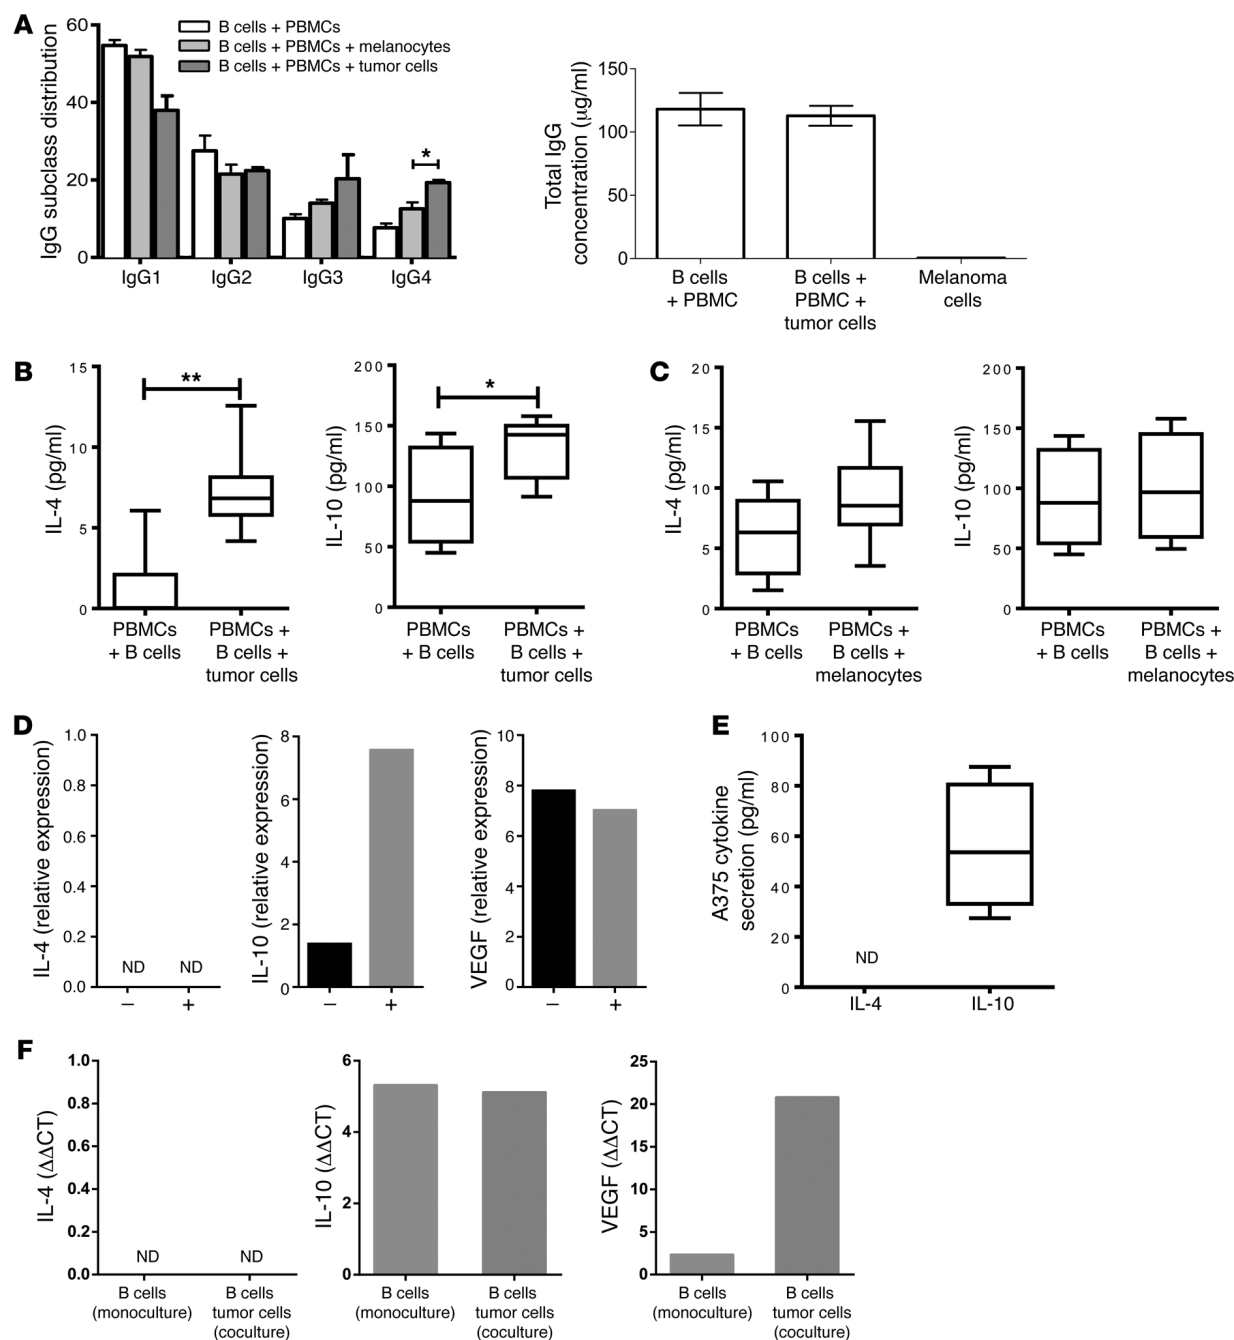 A
IgG subclass distribution
60
40
20
0
B cells + PBMCs
B cells + PBMCs + melanocytes
B cells + PBMCs + tumor cells
*
IgG1 IgG2 IgG3 IgG4
Total IgG
concentration (μg/ml)
150
100
50
0
B cells
+ PBMC
B cells +
PBMC +
tumor cells
Melanoma
cells
B
IL-4 (pg/ml)
15
10
5
0
**
PBMCs
+ B cells
PBMCs +
B cells +
tumor cells
IL-10 (pg/ml)
200
150
100
50
0
*
PBMCs
+ B cells
PBMCs +
B cells +
tumor cells
C
IL-4 (pg/ml)
20
15
10
5
0
PBMCs
+ B cells
PBMCs +
B cells +
melanocytes
IL-10 (pg/ml)
200
150
100
50
0
PBMCs
+ B cells
PBMCs +
B cells +
melanocytes
D
IL-4 (relative expression)
1.0
0.8
0.6
0.4
0.2
0.0
ND ND
– +
IL-10 (relative expression)
8
6
4
2
0
– +
VEGF (relative expression)
10
8
6
4
2
0
– +
E
A375 cytokine
secretion (pg/ml)
100
80
60
40
20
0
ND
IL-4 IL-10
F
IL-4 (ΔΔCT)
1.0
0.8
0.6
0.4
0.2
0.0
ND ND
B cells
(monoculture)
B cells
tumor cells
(coculture)
IL-10 (ΔΔCT)
6
4
2
0
B cells
(monoculture)
B cells
tumor cells
(coculture)
VEGF (ΔΔCT)
25
20
15
10
5
0
B cells
(monoculture)
B cells
tumor cells
(coculture)